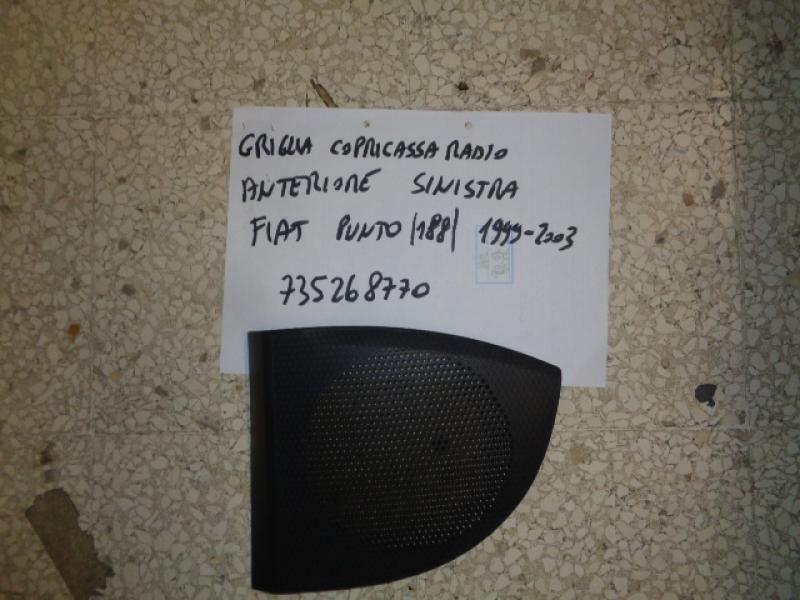 GRIGLIA COPRICASSA RADIO
ANTERIORE SINISTRA
FIAT PUNTO (188) 1999-2003
735268770